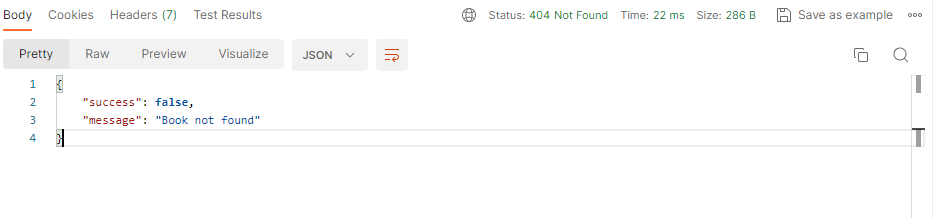 Body Cookies Headers (7) Test Results Status: 404 Not Found Time: 22 ms Size: 286 B Save as example
Pretty Raw Preview Visualize JSON
1 {
2 "success": false,
3 "message": "Book not found"
4 }